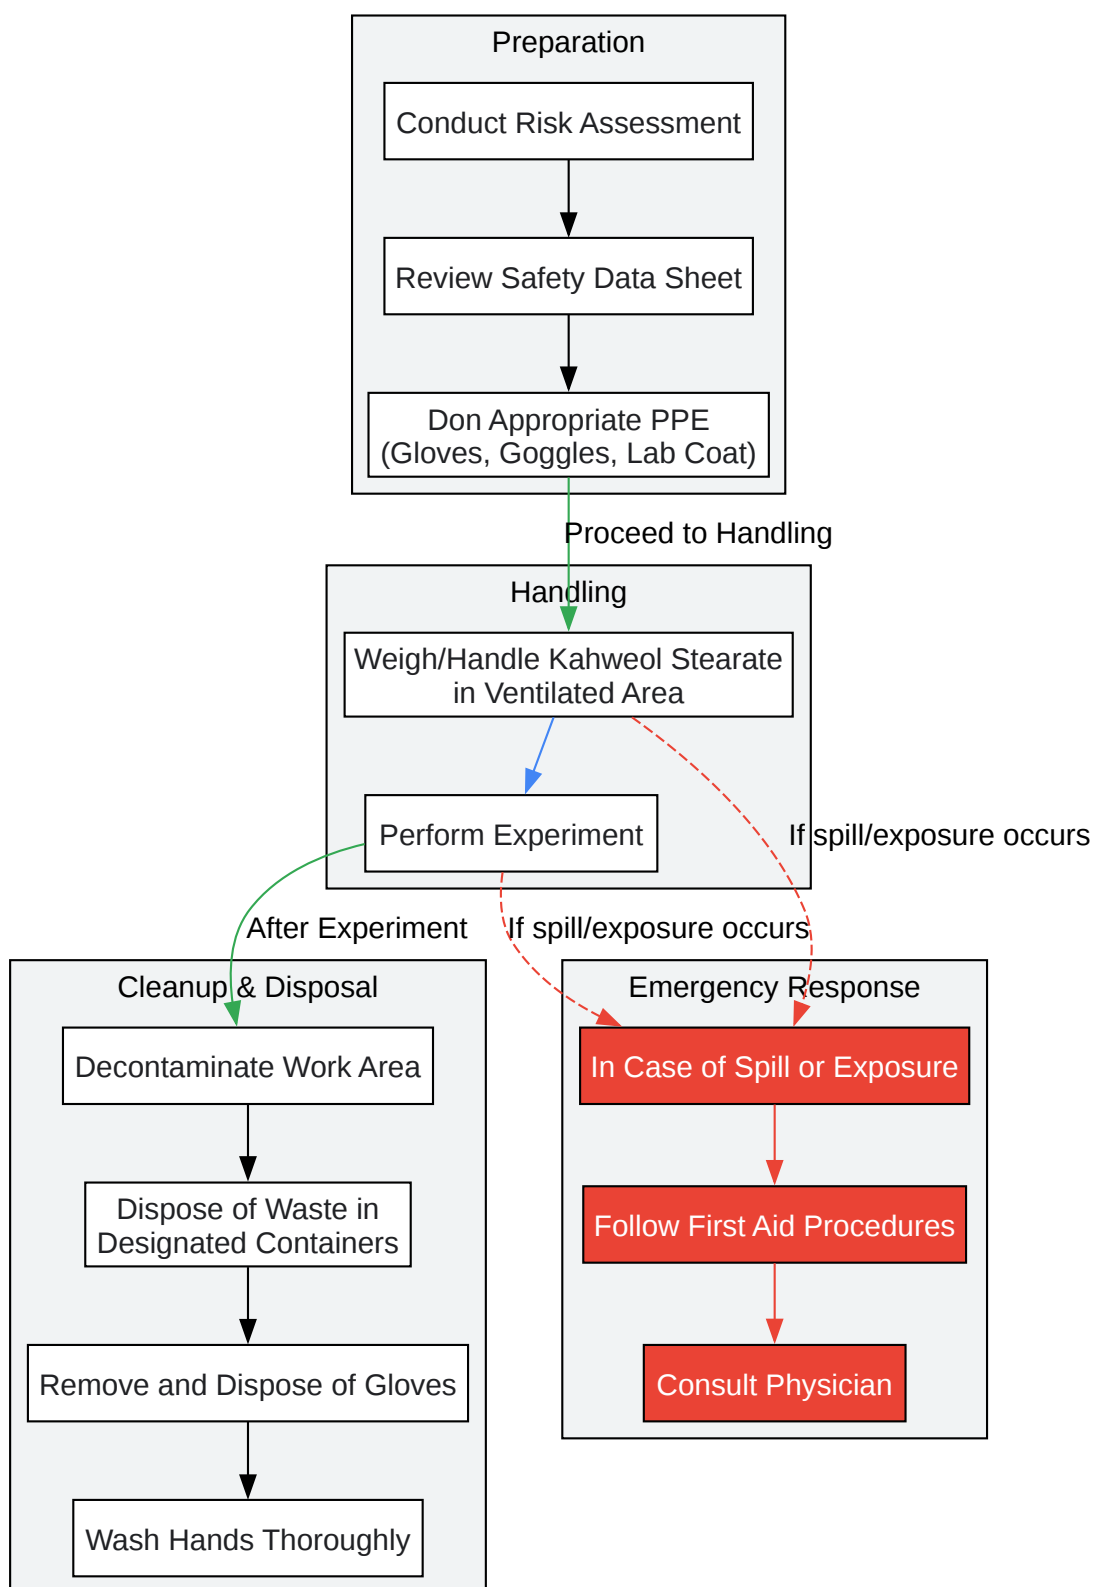 Preparation
Conduct Risk Assessment
Review Safety Data Sheet
Don Appropriate PPE
(Gloves, Goggles, Lab Coat)
Proceed to Handling
Handling
Weigh/Handle Kahweol Stearate
in Ventilated Area
Perform Experiment
If spill/exposure occurs
After Experiment
If spill/exposure occurs
Cleanup & Disposal
Decontaminate Work Area
Dispose of Waste in
Designated Containers
Remove and Dispose of Gloves
Wash Hands Thoroughly
Emergency Response
In Case of Spill or Exposure
Follow First Aid Procedures
Consult Physician